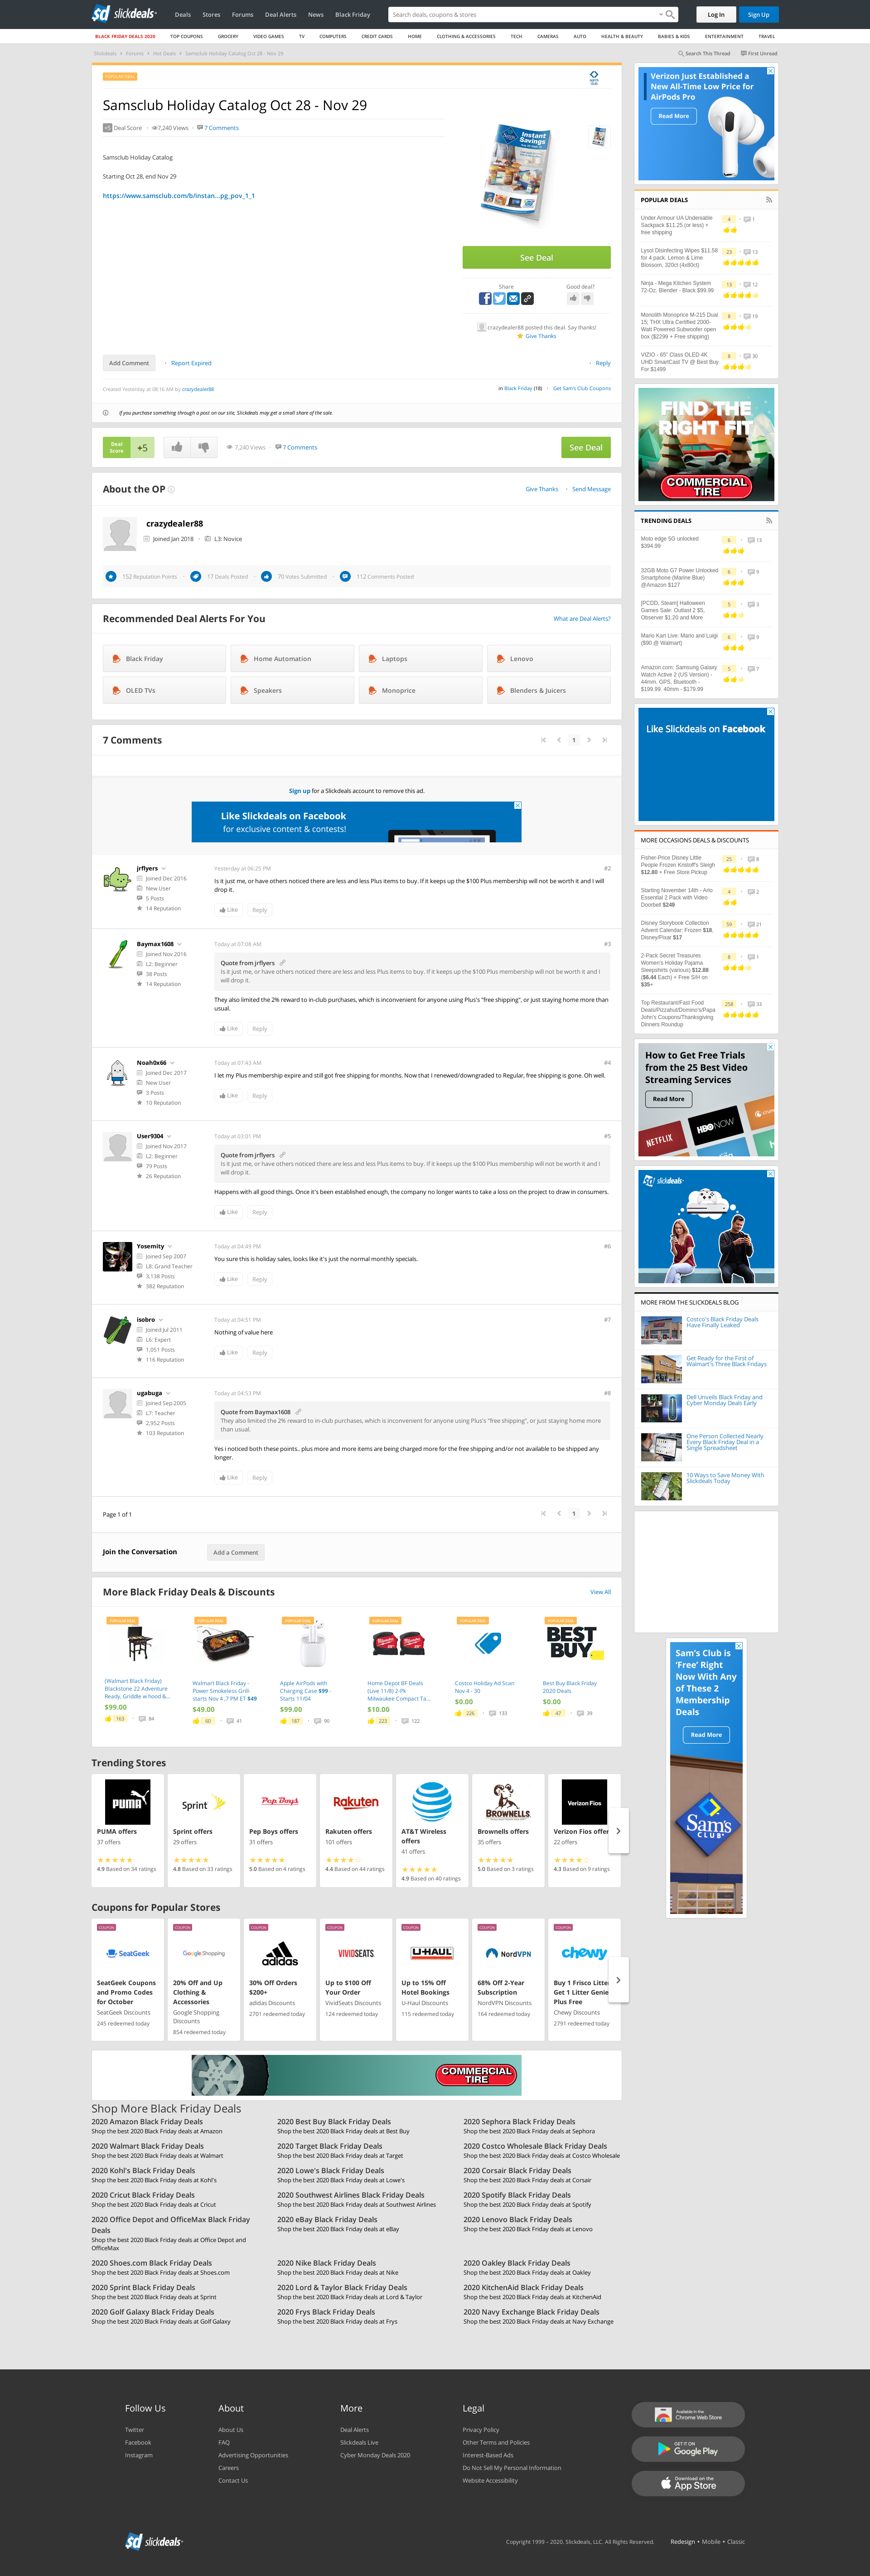 slickdeals
Deals Stores Forums Deal Alerts News Black Friday
Search deals, coupons & stores
Log In Sign Up
BLACK FRIDAY DEALS 2020 TOP COUPONS GROCERY VIDEO GAMES TV COMPUTERS CREDIT CARDS HOME CLOTHING & ACCESSORIES TECH CAMERAS AUTO HEALTH & BEAUTY BABIES & KIDS ENTERTAINMENT TRAVEL
Slickdeals > Forums > Hot Deals > Samsclub Holiday Catalog Oct 28 - Nov 29
Search This Thread First Unread
POPULAR DEAL
Samsclub Holiday Catalog Oct 28 - Nov 29
+5 Deal Score 7,240 Views 7 Comments
Samsclub Holiday Catalog
Starting Oct 28, end Nov 29
https://www.samsclub.com/b/instan...pg_pov_1_1
Instant
Savings
See Deal
Share Good deal?
crazydealer88 posted this deal. Say thanks!
Give Thanks
Add Comment Report Expired Reply
Created Yesterday at 08:16 AM by crazydealer88
in Black Friday (18) Get Sam's Club Coupons
If you purchase something through a post on our site, Slickdeals may get a small share of the sale.
Deal Score +5 7,240 Views 7 Comments See Deal
About the OP
Give Thanks Send Message
crazydealer88
Joined Jan 2018 L3: Novice
152 Reputation Points 17 Deals Posted 70 Votes Submitted 112 Comments Posted
Recommended Deal Alerts For You
What are Deal Alerts?
Black Friday Home Automation Laptops Lenovo
OLED TVs Speakers Monoprice Blenders & Juicers
7 Comments
1
Sign up for a Slickdeals account to remove this ad.
Like Slickdeals on Facebook
for exclusive content & contests!
jrflyers
Joined Dec 2016
New User
5 Posts
14 Reputation
Yesterday at 06:25 PM #2
Is it just me, or have others noticed there are less and less Plus items to buy. If it keeps up the $100 Plus membership will not be worth it and I will
drop it.
Like Reply
Baymax1608
Joined Nov 2016
L2: Beginner
38 Posts
14 Reputation
Today at 07:08 AM #3
Quote from jrflyers
Is it just me, or have others noticed there are less and less Plus items to buy. If it keeps up the $100 Plus membership will not be worth it and I
will drop it.
They also limited the 2% reward to in-club purchases, which is inconvenient for anyone using Plus's "free shipping", or just staying home more than
usual.
Like Reply
Noah0x66
Joined Dec 2017
New User
3 Posts
10 Reputation
Today at 07:43 AM #4
I let my Plus membership expire and still got free shipping for months. Now that I renewed/downgraded to Regular, free shipping is gone. Oh well.
Like Reply
User9304
Joined Nov 2017
L2: Beginner
79 Posts
26 Reputation
Today at 03:01 PM #5
Quote from jrflyers
Is it just me, or have others noticed there are less and less Plus items to buy. If it keeps up the $100 Plus membership will not be worth it and I
will drop it.
Happens with all good things. Once it's been established enough, the company no longer wants to take a loss on the project to draw in consumers.
Like Reply
Yosemity
Joined Sep 2007
L8: Grand Teacher
3,138 Posts
382 Reputation
Today at 04:49 PM #6
You sure this is holiday sales, looks like it's just the normal monthly specials.
Like Reply
isobro
Joined Jul 2011
L6: Expert
1,051 Posts
116 Reputation
Today at 04:51 PM #7
Nothing of value here
Like Reply
ugabuga
Joined Sep 2005
L7: Teacher
2,952 Posts
103 Reputation
Today at 04:53 PM #8
Quote from Baymax1608
They also limited the 2% reward to in-club purchases, which is inconvenient for anyone using Plus's "free shipping", or just staying home more
than usual.
Yes i noticed both these points.. plus more and more items are being charged more for the free shipping and/or not available to be shipped any
longer.
Like Reply
Page 1 of 1 1
Join the Conversation Add a Comment
More Black Friday Deals & Discounts View All
POPULAR DEAL
(Walmart Black Friday)
Blackstone 22 Adventure
Ready, Griddle w hood &...
$99.00
163 84
POPULAR DEAL
Walmart Black Friday -
Power Smokeless Grill-
starts Nov 4 ,7 PM ET $49
$49.00
60 41
POPULAR DEAL
Apple AirPods with
Charging Case $99 -
Starts 11/04
$99.00
187 90
POPULAR DEAL
Home Depot BF Deals
(Live 11/8) 2-Pk
Milwaukee Compact Ta...
$10.00
223 122
POPULAR DEAL
Costco Holiday Ad Scan
Nov 4 - 30
$0.00
226 133
POPULAR DEAL
BEST BUY
Best Buy Black Friday
2020 Deals
$0.00
47 39
Trending Stores
PUMA
PUMA offers
37 offers
4.9 Based on 34 ratings
Sprint
Sprint offers
29 offers
4.8 Based on 33 ratings
Pep Boys
Pep Boys offers
31 offers
5.0 Based on 4 ratings
Rakuten
Rakuten offers
101 offers
4.4 Based on 44 ratings
AT&T Wireless
offers
41 offers
4.9 Based on 40 ratings
BROWNELLS
Brownells offers
35 offers
5.0 Based on 3 ratings
Verizon Fios
Verizon Fios offer
22 offers
4.3 Based on 9 ratings
Coupons for Popular Stores
COUPON
SeatGeek
SeatGeek Coupons
and Promo Codes
for October
SeatGeek Discounts
245 redeemed today
COUPON
Google Shopping
20% Off and Up
Clothing &
Accessories
Google Shopping
Discounts
854 redeemed today
COUPON
adidas
30% Off Orders
$200+
adidas Discounts
2701 redeemed today
COUPON
VIVIDSEATS
Up to $100 Off
Your Order
VividSeats Discounts
124 redeemed today
COUPON
U-HAUL
Up to 15% Off
Hotel Bookings
U-Haul Discounts
115 redeemed today
COUPON
NordVPN
68% Off 2-Year
Subscription
NordVPN Discounts
164 redeemed today
COUPON
chewy
Buy 1 Frisco Litter
Get 1 Litter Genie
Plus Free
Chewy Discounts
2791 redeemed today
COMMERCIAL TIRE
Shop More Black Friday Deals
2020 Amazon Black Friday Deals
Shop the best 2020 Black Friday deals at Amazon
2020 Best Buy Black Friday Deals
Shop the best 2020 Black Friday deals at Best Buy
2020 Sephora Black Friday Deals
Shop the best 2020 Black Friday deals at Sephora
2020 Walmart Black Friday Deals
Shop the best 2020 Black Friday deals at Walmart
2020 Target Black Friday Deals
Shop the best 2020 Black Friday deals at Target
2020 Costco Wholesale Black Friday Deals
Shop the best 2020 Black Friday deals at Costco Wholesale
2020 Kohl's Black Friday Deals
Shop the best 2020 Black Friday deals at Kohl's
2020 Lowe's Black Friday Deals
Shop the best 2020 Black Friday deals at Lowe's
2020 Corsair Black Friday Deals
Shop the best 2020 Black Friday deals at Corsair
2020 Cricut Black Friday Deals
Shop the best 2020 Black Friday deals at Cricut
2020 Southwest Airlines Black Friday Deals
Shop the best 2020 Black Friday deals at Southwest Airlines
2020 Spotify Black Friday Deals
Shop the best 2020 Black Friday deals at Spotify
2020 Office Depot and OfficeMax Black Friday
Deals
Shop the best 2020 Black Friday deals at Office Depot and
OfficeMax
2020 eBay Black Friday Deals
Shop the best 2020 Black Friday deals at eBay
2020 Lenovo Black Friday Deals
Shop the best 2020 Black Friday deals at Lenovo
2020 Shoes.com Black Friday Deals
Shop the best 2020 Black Friday deals at Shoes.com
2020 Nike Black Friday Deals
Shop the best 2020 Black Friday deals at Nike
2020 Oakley Black Friday Deals
Shop the best 2020 Black Friday deals at Oakley
2020 Sprint Black Friday Deals
Shop the best 2020 Black Friday deals at Sprint
2020 Lord & Taylor Black Friday Deals
Shop the best 2020 Black Friday deals at Lord & Taylor
2020 KitchenAid Black Friday Deals
Shop the best 2020 Black Friday deals at KitchenAid
2020 Golf Galaxy Black Friday Deals
Shop the best 2020 Black Friday deals at Golf Galaxy
2020 Frys Black Friday Deals
Shop the best 2020 Black Friday deals at Frys
2020 Navy Exchange Black Friday Deals
Shop the best 2020 Black Friday deals at Navy Exchange
Verizon Just Established a
New All-Time Low Price for
AirPods Pro
Read More
POPULAR DEALS
Under Armour UA Undeniable
Sackpack $11.25 (or less) +
free shipping
4 1
Lysol Disinfecting Wipes $11.58
for 4 pack. Lemon & Lime
Blossom, 320ct (4x80ct)
23 13
Ninja - Mega Kitchen System
72-Oz. Blender - Black $99.99
13 12
Monolith Monoprice M-215 Dual
15, THX Ultra Certified 2000-
Watt Powered Subwoofer open
box ($2299 + Free shipping)
8 19
VIZIO - 65" Class OLED 4K
UHD SmartCast TV @ Best Buy
For $1499
6 30
FIND THE
RIGHT FIT
COMMERCIAL
TIRE
TRENDING DEALS
Moto edge 5G unlocked
$394.99
6 13
32GB Moto G7 Power Unlocked
Smartphone (Marine Blue)
@Amazon $127
6 9
[PCDD, Steam] Halloween
Games Sale: Outlast 2 $5,
Observer $1.20 and More
5 3
Mario Kart Live: Mario and Luigi
($90 @ Walmart)
6 9
Amazon.com: Samsung Galaxy
Watch Active 2 (US Version) -
44mm, GPS, Bluetooth -
$199.99. 40mm - $179.99
5 7
Like Slickdeals on Facebook
MORE OCCASIONS DEALS & DISCOUNTS
Fisher-Price Disney Little
People Frozen Kristoff's Sleigh
$12.80 + Free Store Pickup
25 8
Starting November 14th - Arlo
Essential 2 Pack with Video
Doorbell $249
4 2
Disney Storybook Collection
Advent Calendar: Frozen $18,
Disney/Pixar $17
59 21
2-Pack Secret Treasures
Women's Holiday Pajama
Sleepshirts (various) $12.88
($6.44 Each) + Free S/H on
$35+
8 1
Top Restaurant/Fast Food
Deals/Pizzahut/Domino's/Papa
John's Coupons/Thanksgiving
Dinners Roundup
258 33
How to Get Free Trials
from the 25 Best Video
Streaming Services
Read More
NETFLIX HBO NOW
slickdeals
MORE FROM THE SLICKDEALS BLOG
Costco's Black Friday Deals
Have Finally Leaked
Get Ready for the First of
Walmart's Three Black Fridays
Dell Unveils Black Friday and
Cyber Monday Deals Early
One Person Collected Nearly
Every Black Friday Deal in a
Single Spreadsheet
10 Ways to Save Money With
Slickdeals Today
Sam's Club is
'Free' Right
Now With Any
of These 2
Membership
Deals
Read More
Sam's
CLUB
Follow Us
Twitter
Facebook
Instagram
About
About Us
FAQ
Advertising Opportunities
Careers
Contact Us
More
Deal Alerts
Slickdeals Live
Cyber Monday Deals 2020
Legal
Privacy Policy
Other Terms and Policies
Interest-Based Ads
Do Not Sell My Personal Information
Website Accessibility
Available in the
Chrome Web Store
GET IT ON
Google Play
Download on the
App Store
slickdeals
Copyright 1999 – 2020. Slickdeals, LLC. All Rights Reserved. Redesign • Mobile • Classic